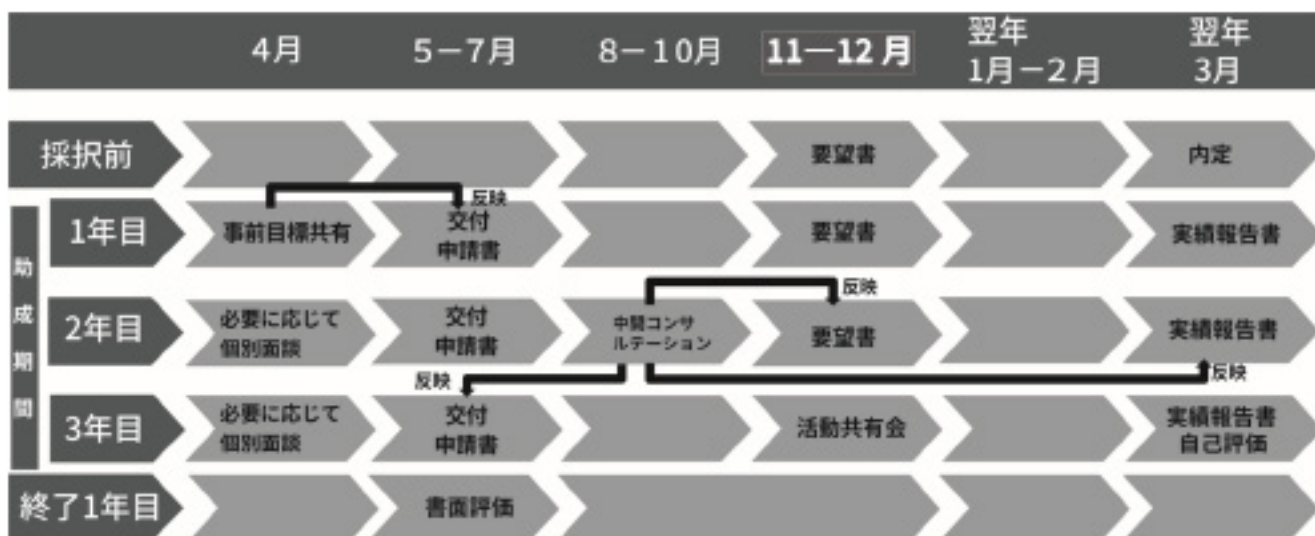 4月
5－7月
8－10月
11―12 月
翌年
1月－2月
翌年
3月
採択前
要望書
内定
助成期間
1年目
事前目標共有
反映
交付
申請書
要望書
実績報告書
2年目
必要に応じて
個別面談
交付
申請書
中間コンサ
ルテーション
反映
要望書
実績報告書
反映
反映
3年目
必要に応じて
個別面談
交付
申請書
活動共有会
実績報告書
自己評価
終了1年目
書面評価